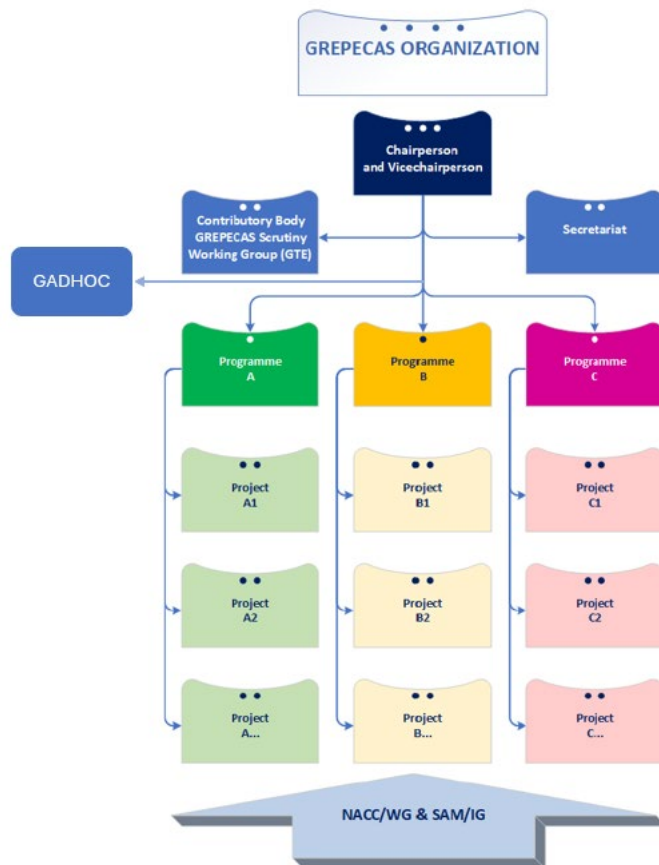 GREPECAS ORGANIZATION
Chairperson
and Vicechairperson
Contributory Body
GREPECAS Scrutiny
Working Group (GTE)
Secretariat
GADHOC
Programme
A
Programme
B
Programme
C
Project
A1
Project
B1
Project
C1
Project
A2
Project
B2
Project
C2
Project
A...
Project
B...
Project
C...
NACC/WG & SAM/IG